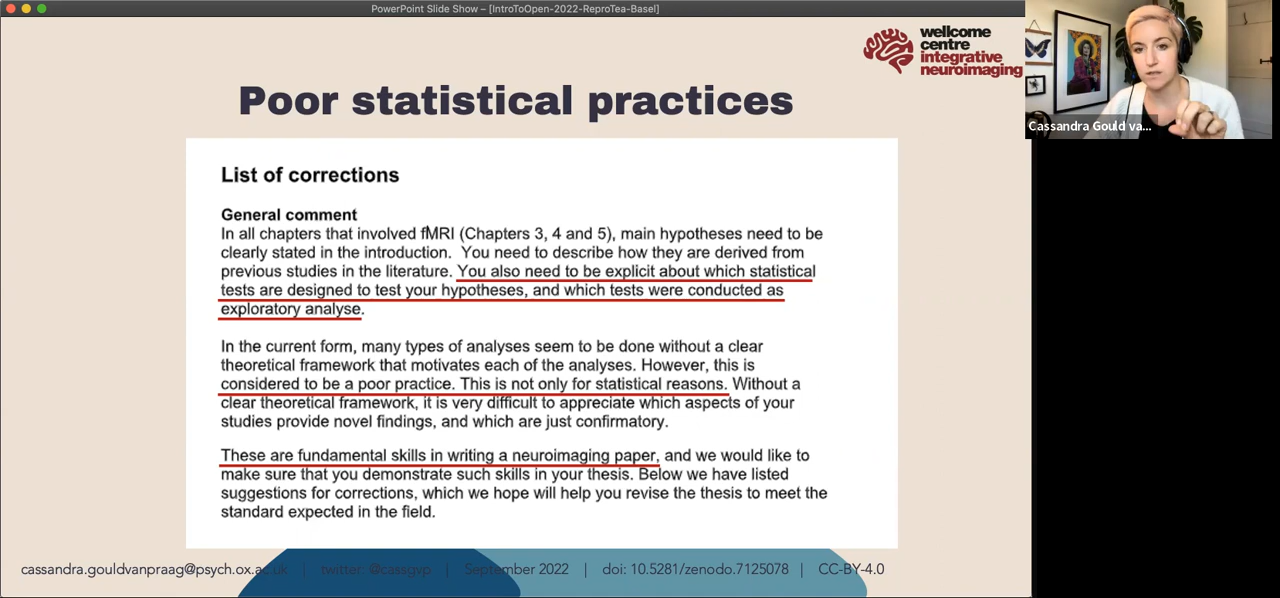 PowerPoint Slide Show – [IntroToOpen-2022-ReproTea-Basel]
wellcome
centre
integrative
neuroimaging
Cassandra Gould va...
Poor statistical practices
List of corrections
General comment
In all chapters that involved fMRI (Chapters 3, 4 and 5), main hypotheses need to be
clearly stated in the introduction. You need to describe how they are derived from
previous studies in the literature. You also need to be explicit about which statistical
tests are designed to test your hypotheses, and which tests were conducted as
exploratory analyse.
In the current form, many types of analyses seem to be done without a clear
theoretical framework that motivates each of the analyses. However, this is
considered to be a poor practice. This is not only for statistical reasons. Without a
clear theoretical framework, it is very difficult to appreciate which aspects of your
studies provide novel findings, and which are just confirmatory.
These are fundamental skills in writing a neuroimaging paper, and we would like to
make sure that you demonstrate such skills in your thesis. Below we have listed
suggestions for corrections, which we hope will help you revise the thesis to meet the
standard expected in the field.
cassandra.gouldvanpraag@psych.ox.ac.uk | twitter: @cassgvp | September 2022 | doi: 10.5281/zenodo.7125078 | CC-BY-4.0